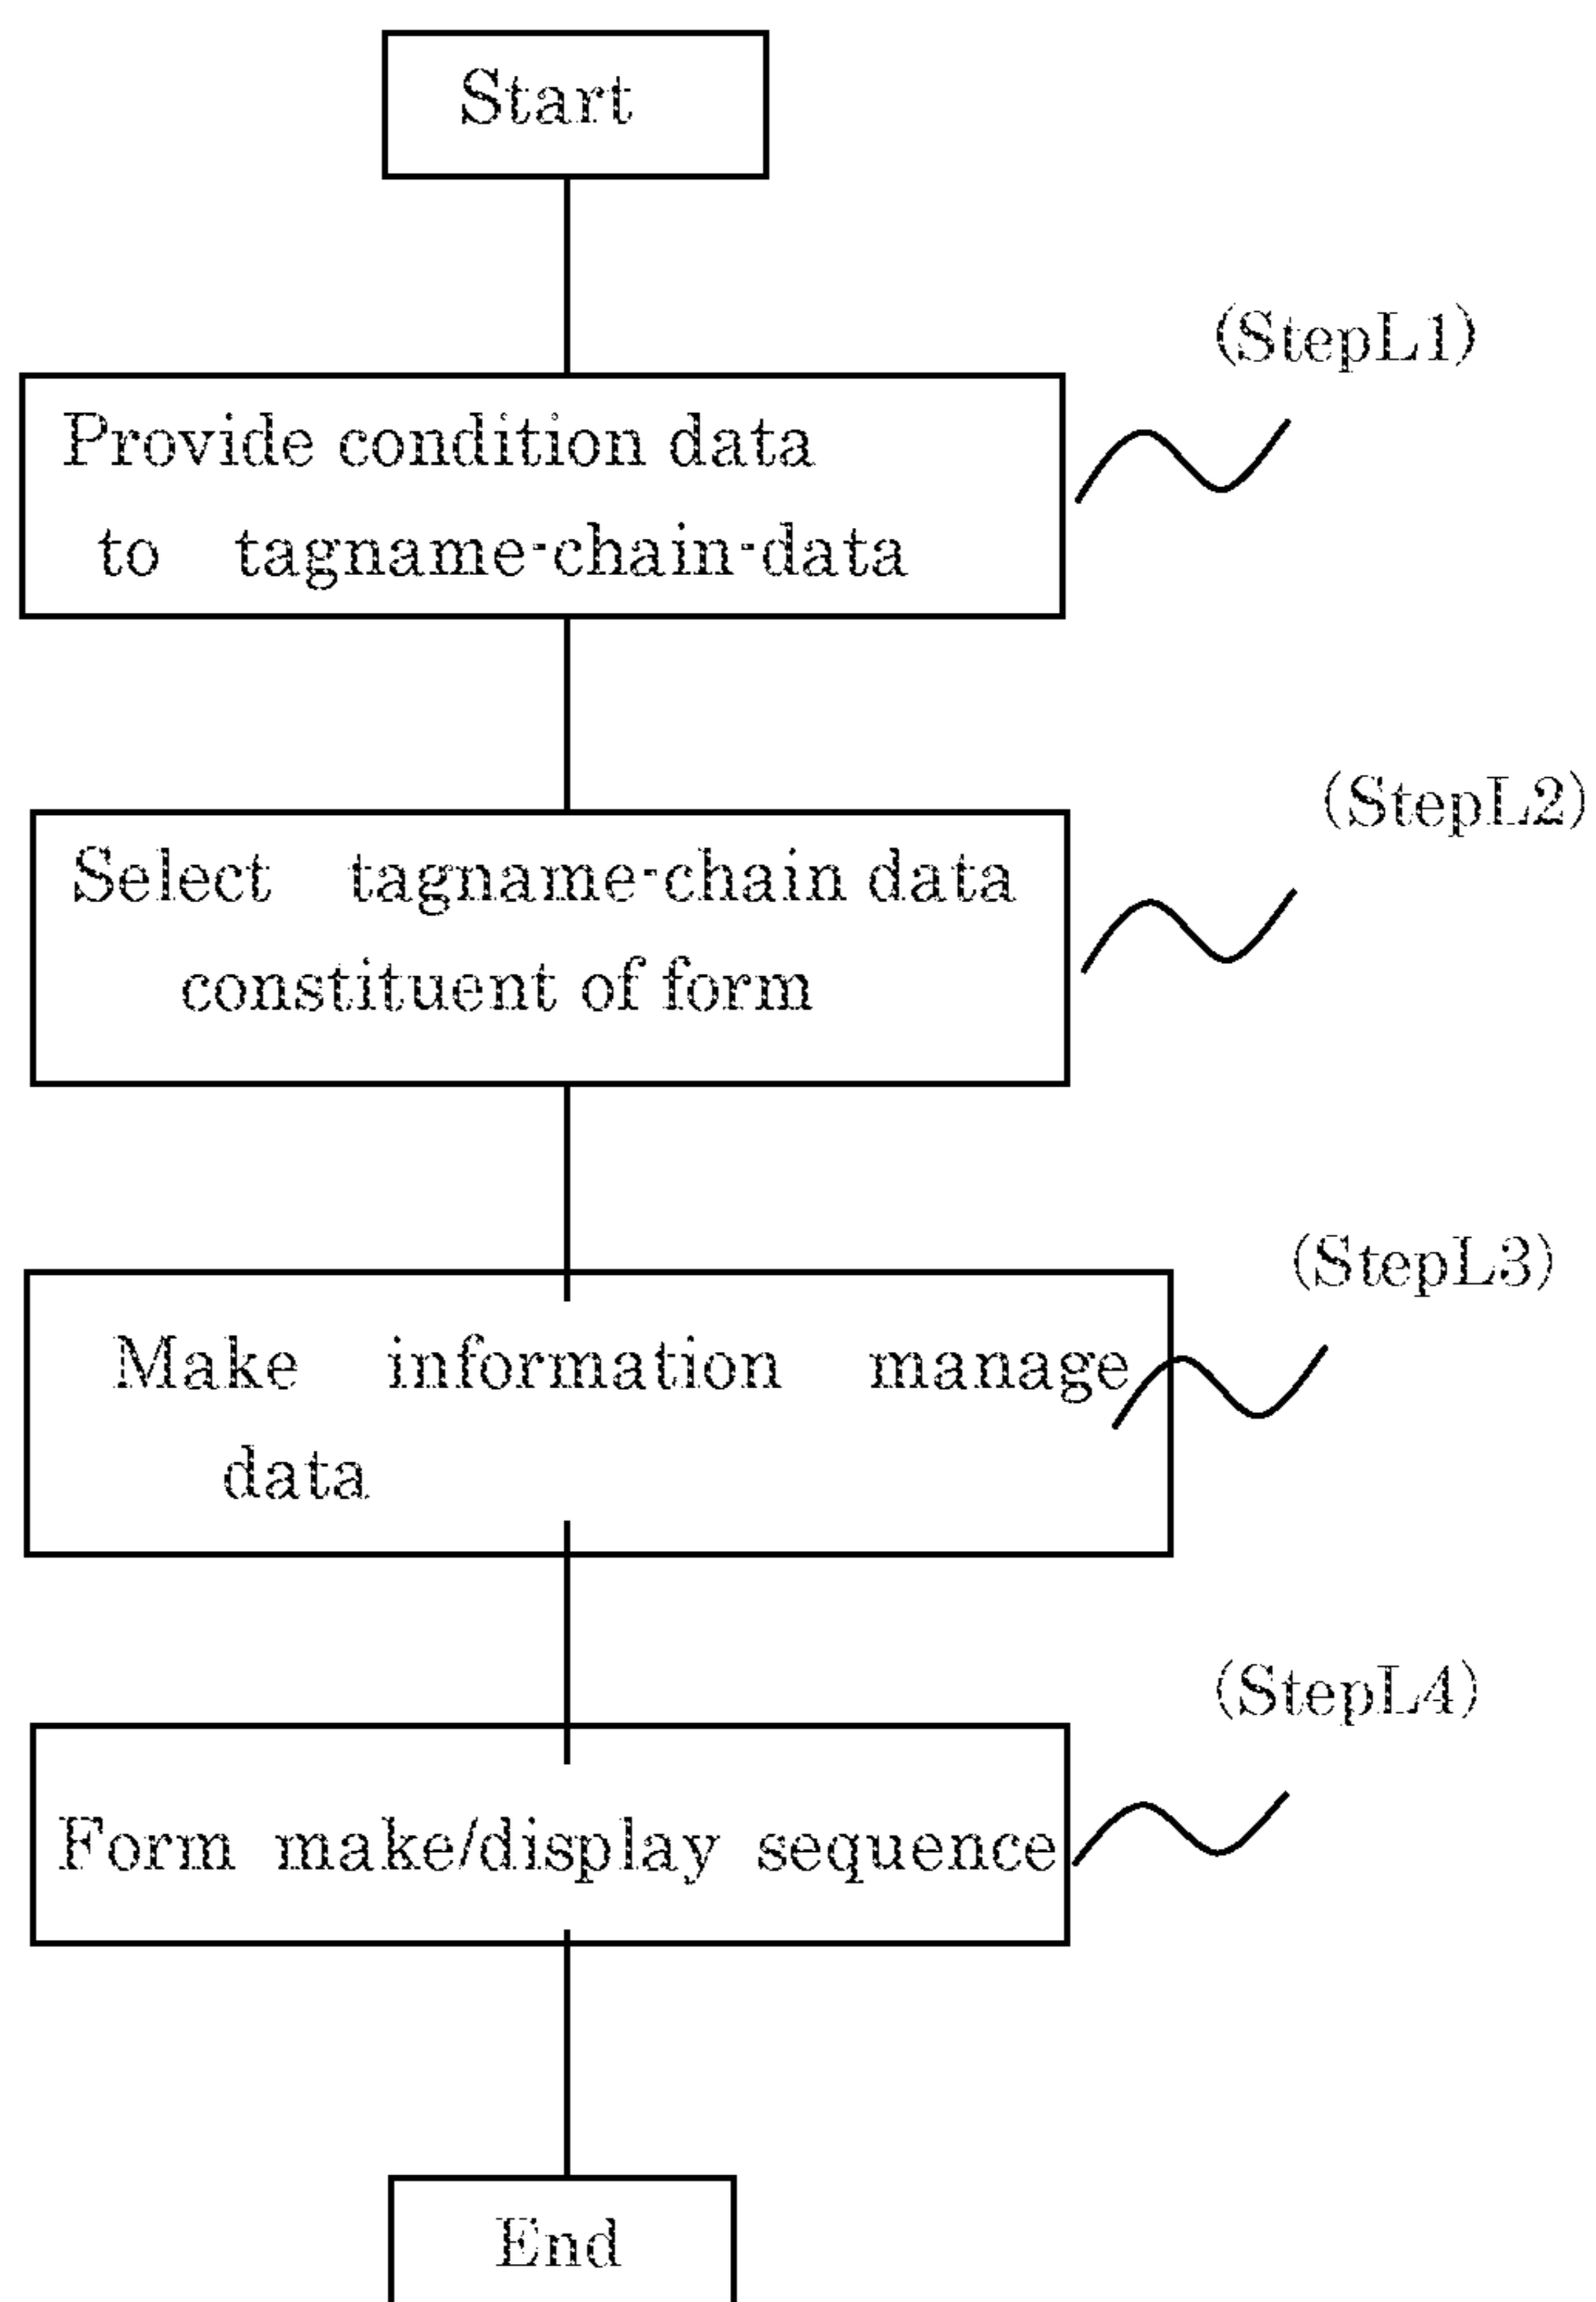 Start
(StepL1)
Provide condition data
to tagname-chain-data
(StepL2)
Select tagname-chain data
constituent of form
(StepL3)
Make information manage
data
(StepL4)
Form make/display sequence
End